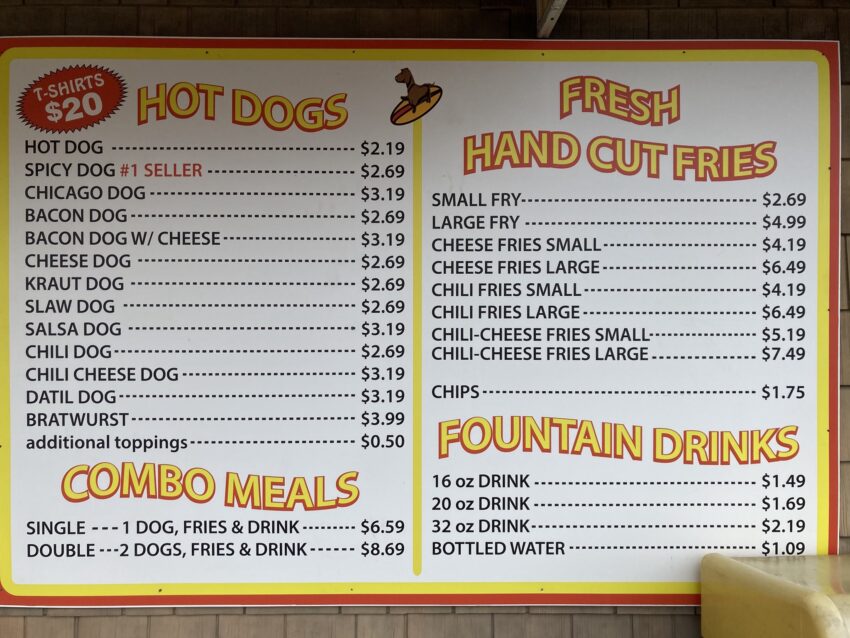 T-SHIRTS
$20
HOT DOGS
HOT DOG $2.19
SPICY DOG #1 SELLER $2.69
CHICAGO DOG $3.19
BACON DOG $2.69
BACON DOG W/ CHEESE $3.19
CHEESE DOG $2.69
KRAUT DOG $2.69
SLAW DOG $2.69
SALSA DOG $3.19
CHILI DOG $2.69
CHILI CHEESE DOG $3.19
DATIL DOG $3.19
BRATWURST $3.99
additional toppings $0.50
COMBO MEALS
SINGLE --- 1 DOG, FRIES & DRINK $6.59
DOUBLE --- 2 DOGS, FRIES & DRINK $8.69
FRESH
HAND CUT FRIES
SMALL FRY $2.69
LARGE FRY $4.99
CHEESE FRIES SMALL $4.19
CHEESE FRIES LARGE $6.49
CHILI FRIES SMALL $4.19
CHILI FRIES LARGE $6.49
CHILI-CHEESE FRIES SMALL $5.19
CHILI-CHEESE FRIES LARGE $7.49
CHIPS $1.75
FOUNTAIN DRINKS
16 oz DRINK $1.49
20 oz DRINK $1.69
32 oz DRINK $2.19
BOTTLED WATER $1.09